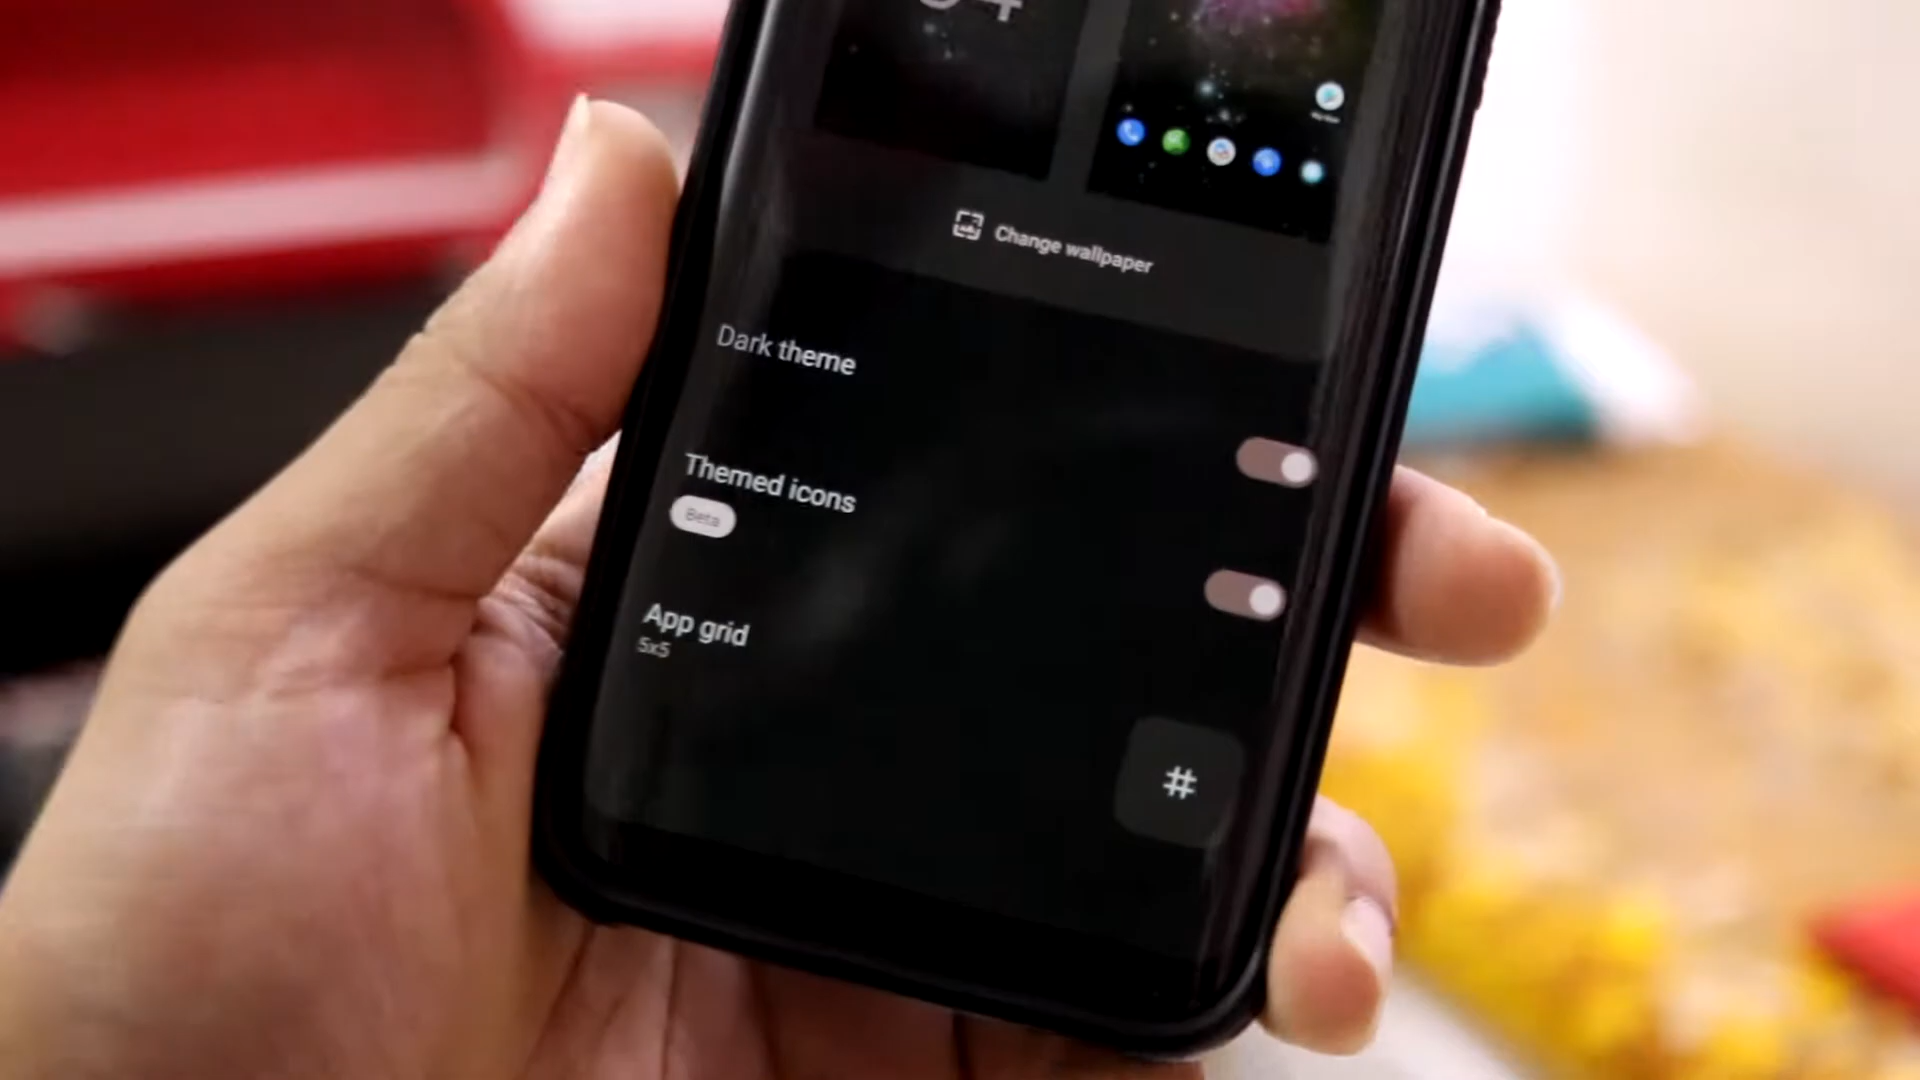 Change wallpaper
Dark theme
Themed icons
Beta
App grid
5x5
#